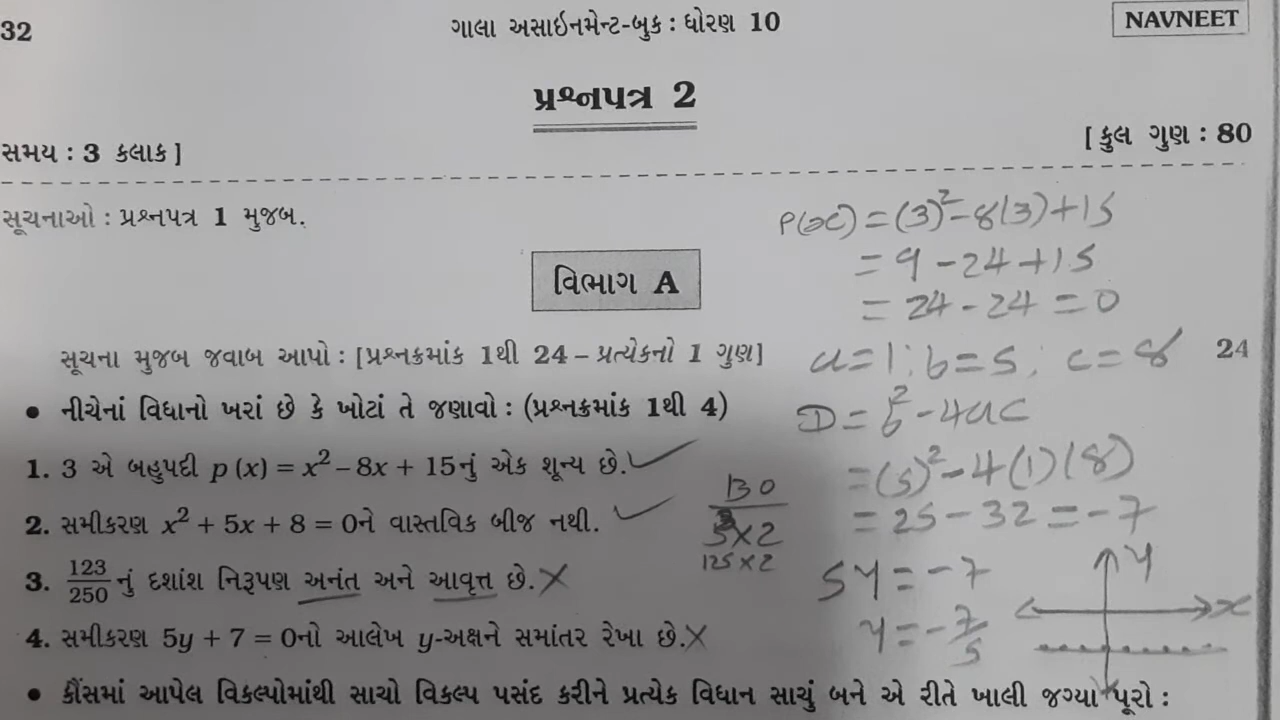 32 ગાલા અસાઇનમેન્ટ-બુક : ધોરણ 10 NAVNEET
પ્રશ્નપત્ર 2
સમય : 3 કલાક ] [ કુલ ગુણ : 80
સૂચનાઓ : પ્રશ્નપત્ર 1 મુજબ.
વિભાગ A
સૂચના મુજબ જવાબ આપો : [પ્રશ્નક્રમાંક 1થી 24 – પ્રત્યેકનો 1 ગુણ] 24
• નીચેનાં વિધાનો ખરાં છે કે ખોટાં તે જણાવો : (પ્રશ્નક્રમાંક 1થી 4)
1. 3 એ બહુપદી p (x) = x² – 8x + 15નું એક શૂન્ય છે. ✓
2. સમીકરણ x² + 5x + 8 = 0ને વાસ્તવિક બીજ નથી. ✓
3. 123/250 નું દશાંશ નિરૂપણ અનંત અને આવૃત્ત છે. ✗
4. સમીકરણ 5y + 7 = 0નો આલેખ y-અક્ષને સમાંતર રેખા છે. ✗
• કૌંસમાં આપેલ વિકલ્પોમાંથી સાચો વિકલ્પ પસંદ કરીને પ્રત્યેક વિધાન સાચું બને એ રીતે ખાલી જગ્યા પૂરો :
P(x) = (3)² – 8(3) + 15
= 9 – 24 + 15
= 24 – 24 = 0
a = 1 ; b = 5 ; c = 8
D = b² – 4ac
= (5)² – 4(1)(8)
= 25 – 32 = – 7
5y = – 7
y = – 7/5
y
x
130
5³ × 2
125 × 2